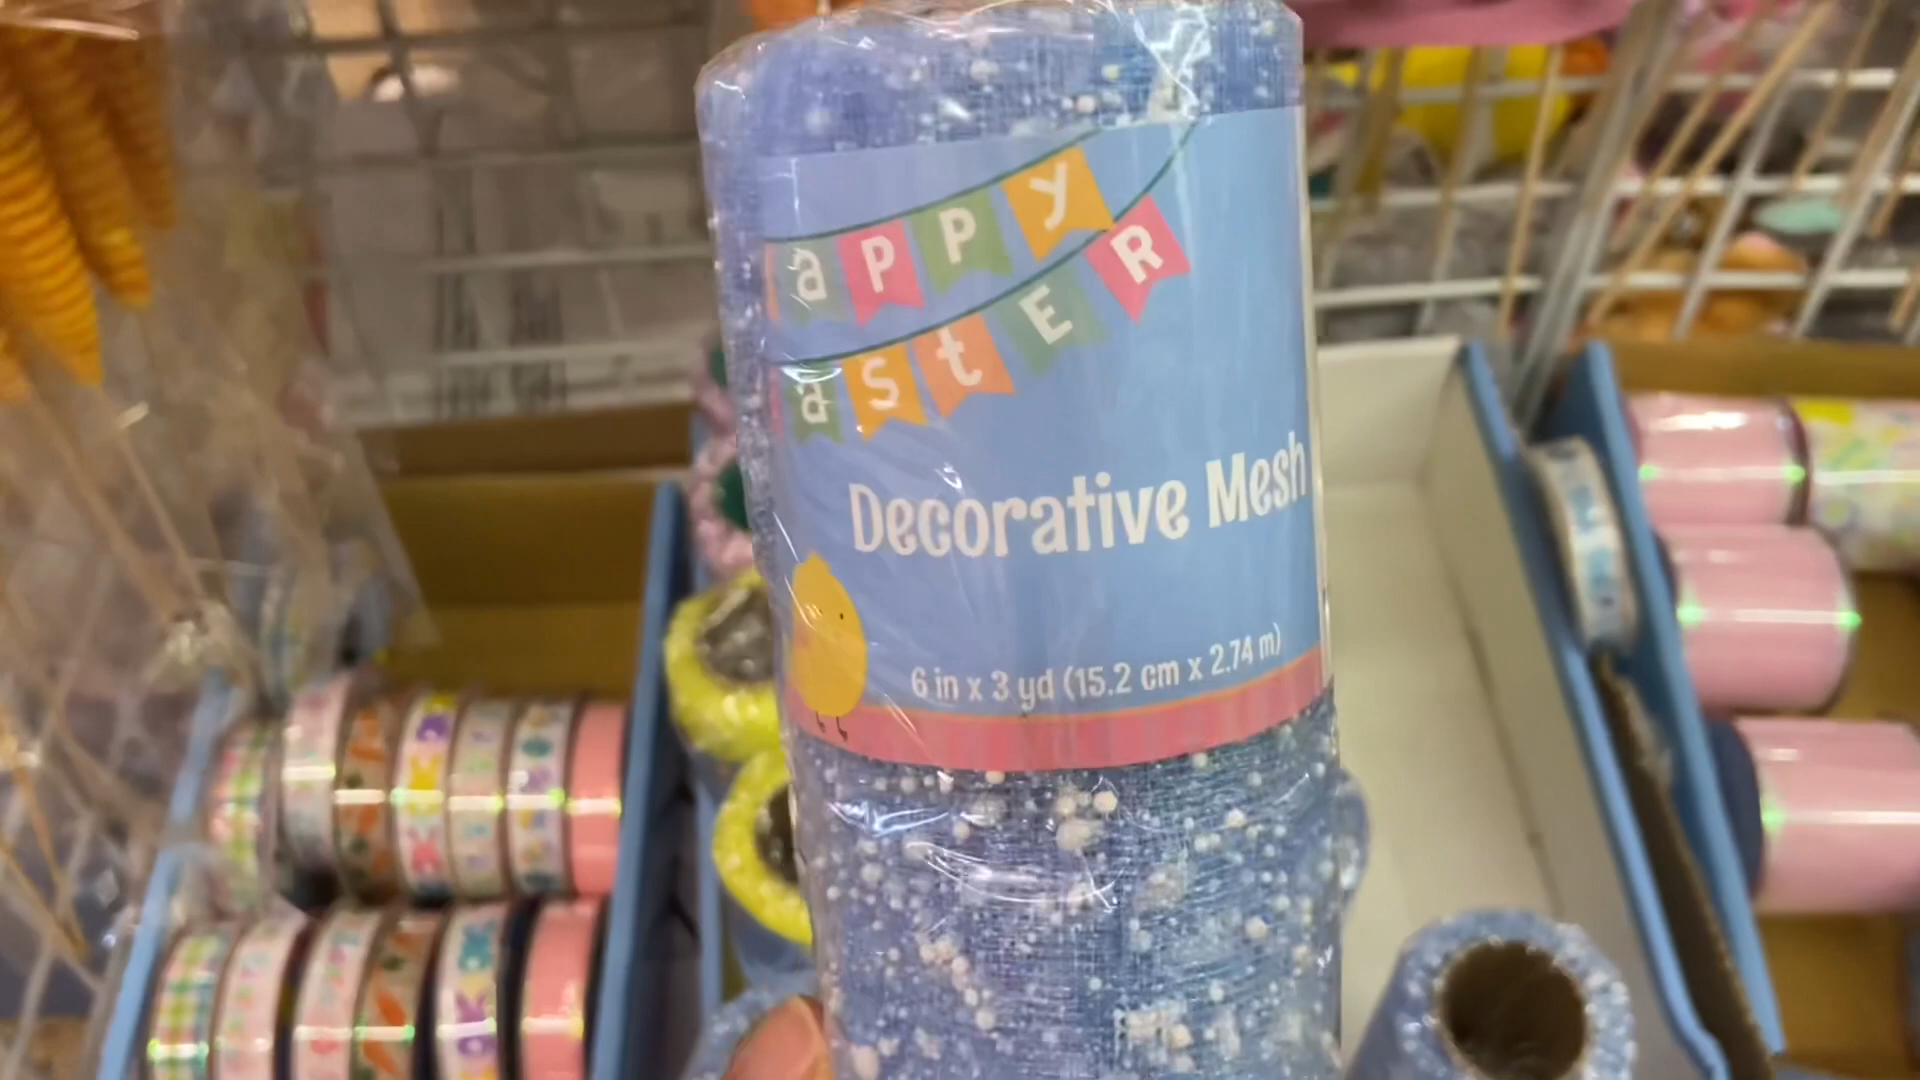 appy
astER
Decorative Mesh
6 in x 3 yd (15.2 cm x 2.74 m)